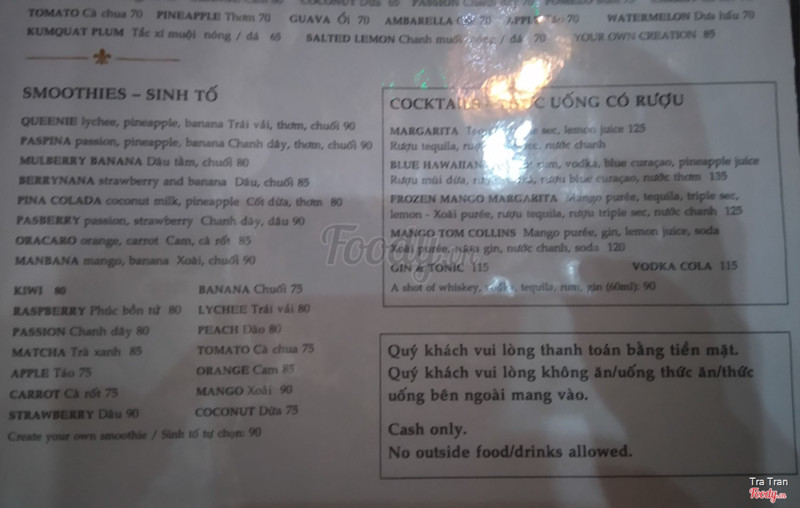 TOMATO Cà chua 70 PINEAPPLE Thơm 70 GUAVA Ổi 70 AMBARELLA 70 APPLE Táo 70 WATERMELON Dưa hấu 70
KUMQUAT PLUM Tắc xí muội nóng / đá 65 SALTED LEMON Chanh muối nóng / đá 70 YOUR OWN CREATION 85
SMOOTHIES – SINH TỐ
QUEENIE lychee, pineapple, banana Trái vải, thơm, chuối 90
PASPINA passion, pineapple, banana Chanh dây, thơm, chuối 90
MULBERRY BANANA Dâu tằm, chuối 80
BERRYNANA strawberry and banana Dâu, chuối 85
PINA COLADA coconut milk, pineapple Cốt dừa, thơm 80
PASBERRY passion, strawberry Chanh dây, dâu 90
ORACARO orange, carrot Cam, cà rốt 85
MANBANA mango, banana Xoài, chuối 90
KIWI 80 BANANA Chuối 75
RASPBERRY Phúc bồn tử 80 LYCHEE Trái vải 80
PASSION Chanh dây 80 PEACH Đào 80
MATCHA Trà xanh 85 TOMATO Cà chua 75
APPLE Táo 75 ORANGE Cam 85
CARROT Cà rốt 75 MANGO Xoài 90
STRAWBERRY Dâu 90 COCONUT Dừa 75
Create your own smoothie / Sinh tố tự chọn: 90
COCKTAILS UỐNG CÓ RƯỢU
MARGARITA sec, lemon juice 125
Rượu tequila, sec, nước chanh
BLUE HAWAIIAN rum, vodka, blue curaçao, pineapple juice
Rượu mùi dừa, rượu blue curaçao, nước thơm 135
FROZEN MANGO MARGARITA Mango purée, tequila, triple sec,
lemon - Xoài purée, rượu tequila, rượu triple sec, nước chanh 125
MANGO TOM COLLINS Mango purée, gin, lemon juice, soda
Xoài purée, rượu gin, nước chanh, soda 120
GIN & TONIC 115 VODKA COLA 115
A shot of whiskey, vodka, tequila, rum, gin (60ml): 90
Quý khách vui lòng thanh toán bằng tiền mặt.
Quý khách vui lòng không ăn/uống thức ăn/thức
uống bên ngoài mang vào.
Cash only.
No outside food/drinks allowed.
Foody.vn
Tra Tran
Foody.vn